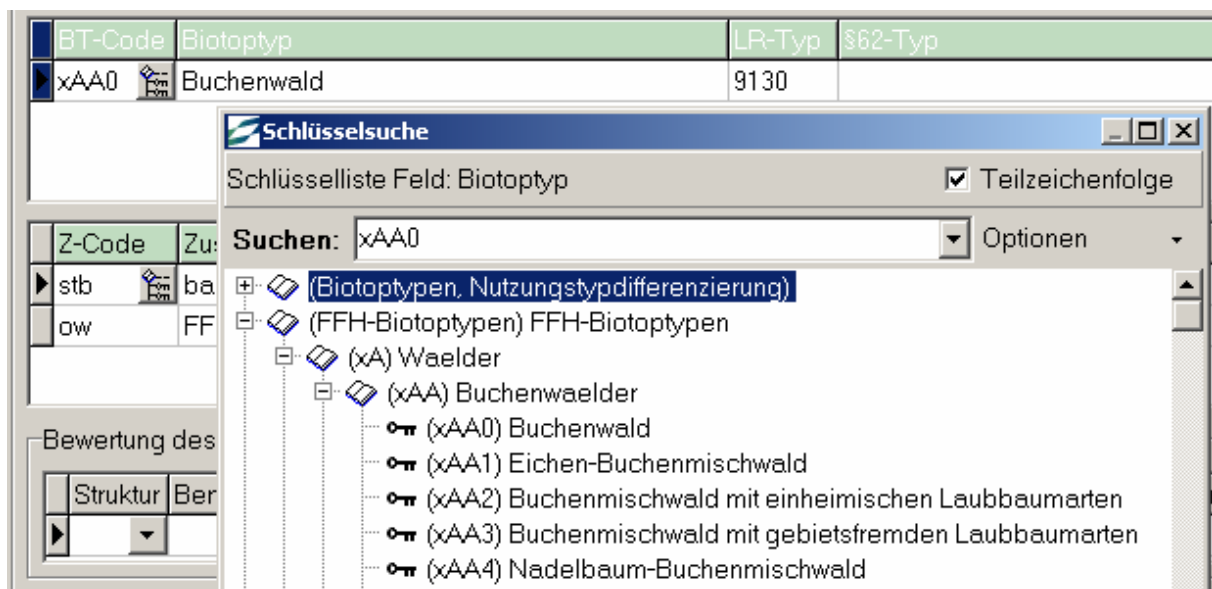 BT-Code Biotoptyp LR-Typ §62-Typ
xAA0 Buchenwald 9130
Schlüsselsuche
Schlüsselliste Feld: Biotoptyp Teilzeichenfolge
Z-Code Zu
Suchen: xAA0 Optionen
stb ba
(Biotoptypen, Nutzungstypdifferenzierung)
ow FF
(FFH-Biotoptypen) FFH-Biotoptypen
(xA) Waelder
(xAA) Buchenwaelder
(xAA0) Buchenwald
Bewertung des
(xAA1) Eichen-Buchenmischwald
Struktur Ber
(xAA2) Buchenmischwald mit einheimischen Laubbaumarten
(xAA3) Buchenmischwald mit gebietsfremden Laubbaumarten
(xAA4) Nadelbaum-Buchenmischwald